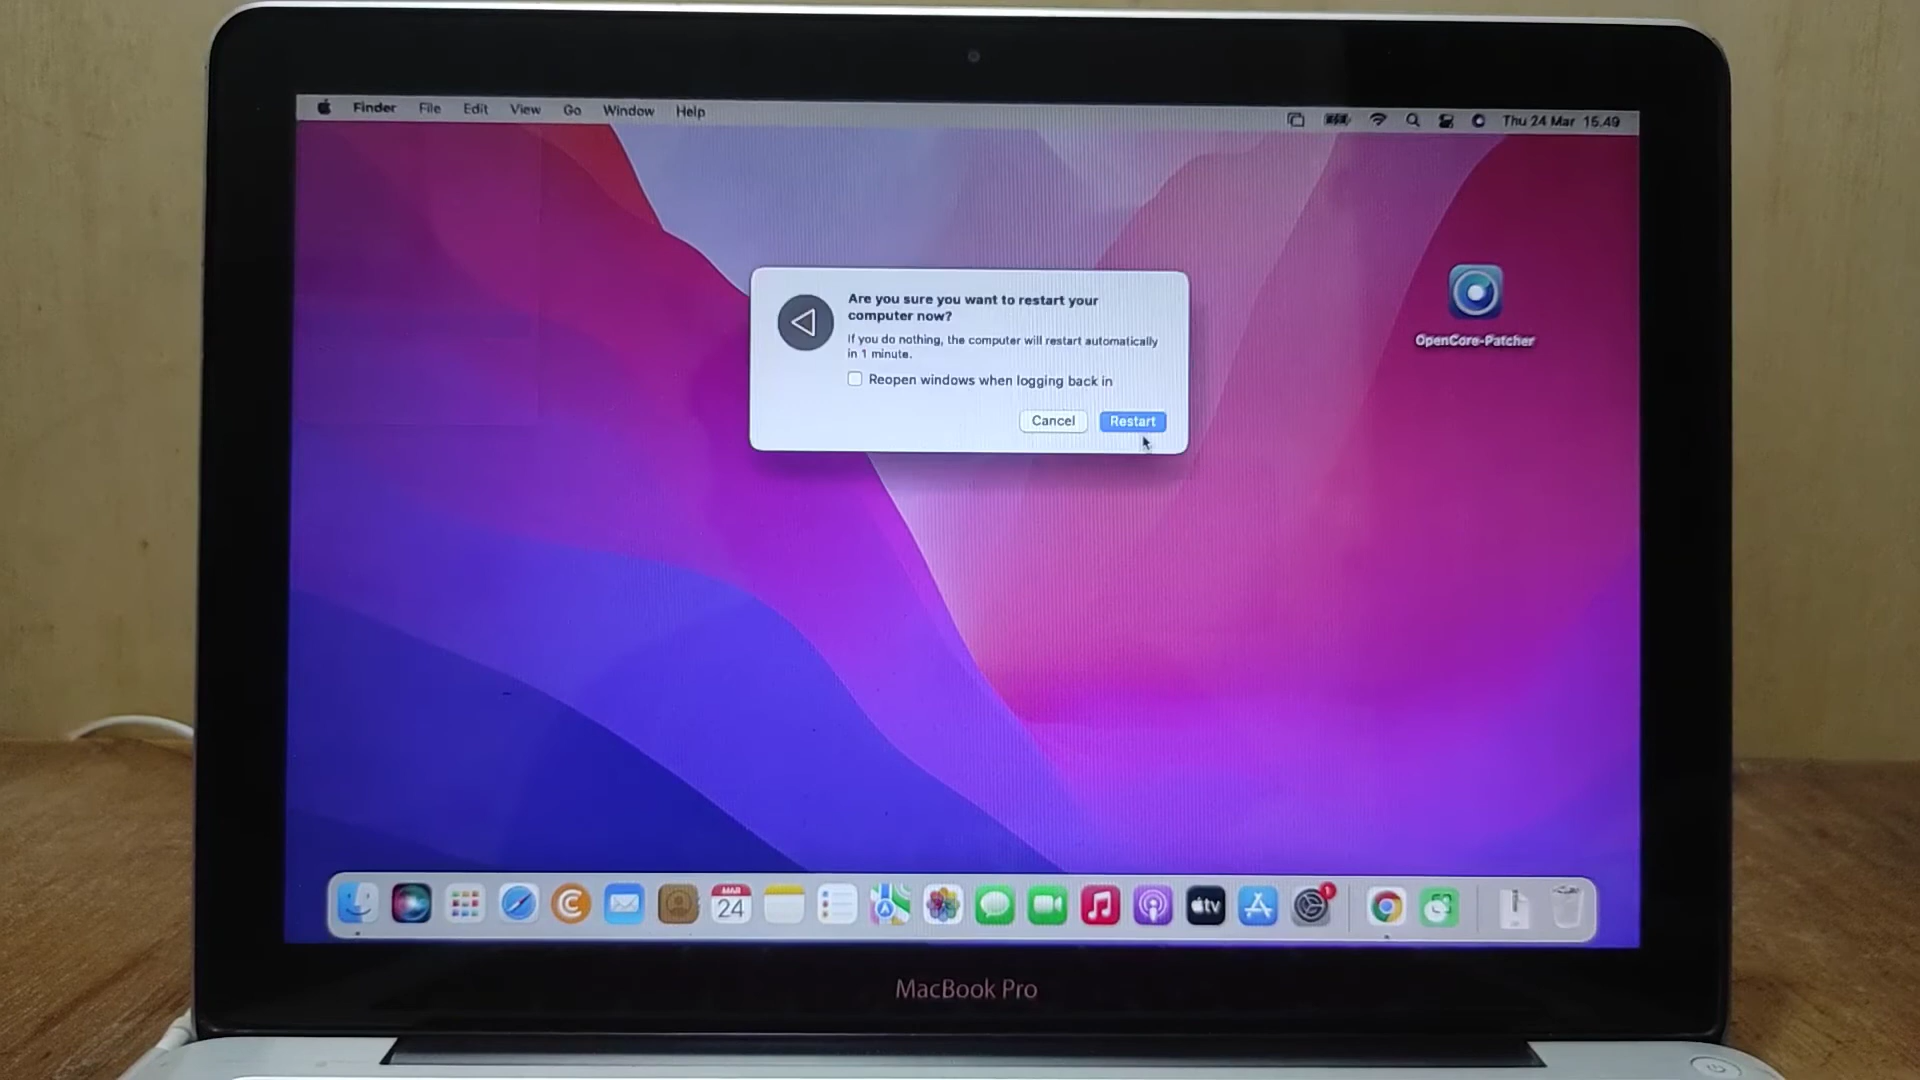 Finder File Edit View Go Window Help
Thu 24 Mar 15.49
Are you sure you want to restart your
computer now?
If you do nothing, the computer will restart automatically
in 1 minute.
Reopen windows when logging back in
Cancel Restart
OpenCore-Patcher
MAR
24
tv
1
MacBook Pro